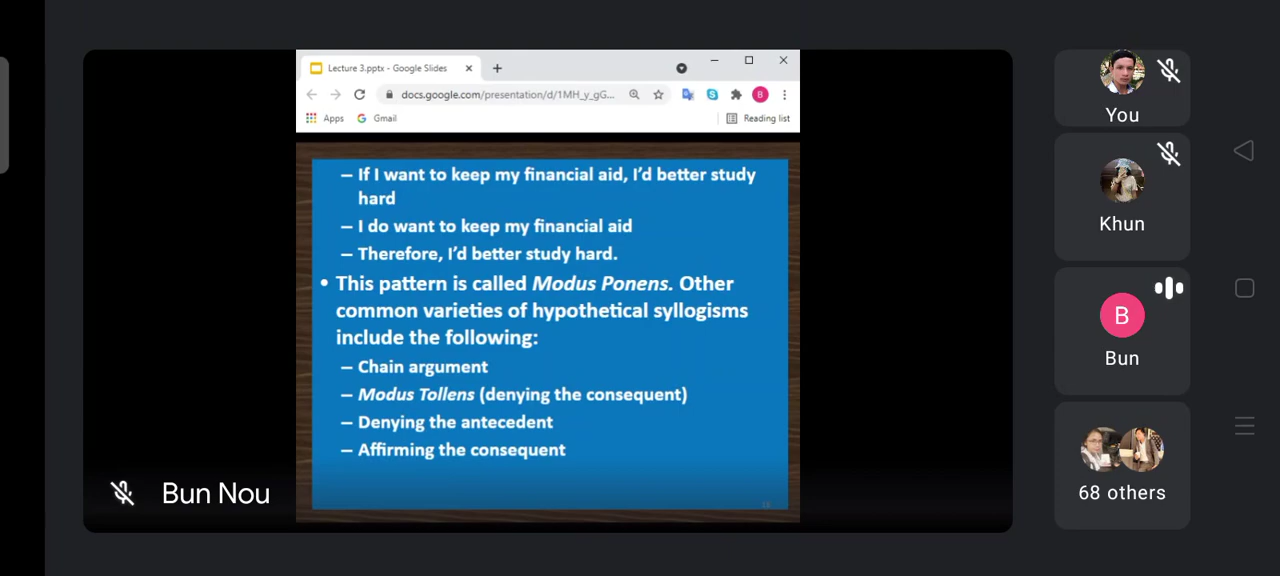 Lecture 3.pptx - Google Slides
docs.google.com/presentation/d/1MH_y_gG...
B
Apps
Gmail
Reading list
– If I want to keep my financial aid, I'd better study
hard
– I do want to keep my financial aid
– Therefore, I'd better study hard.
• This pattern is called Modus Ponens. Other
common varieties of hypothetical syllogisms
include the following:
– Chain argument
– Modus Tollens (denying the consequent)
– Denying the antecedent
– Affirming the consequent
Bun Nou
You
Khun
B
Bun
68 others